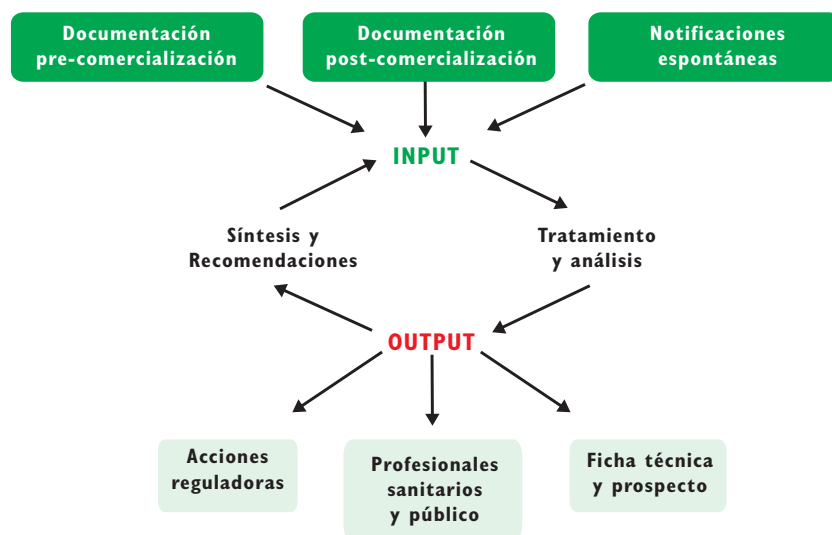 Documentación
pre-comercialización
Documentación
post-comercialización
Notificaciones
espontáneas
INPUT
Síntesis y
Recomendaciones
Tratamiento
y análisis
OUTPUT
Acciones
reguladoras
Profesionales
sanitarios
y público
Ficha técnica
y prospecto